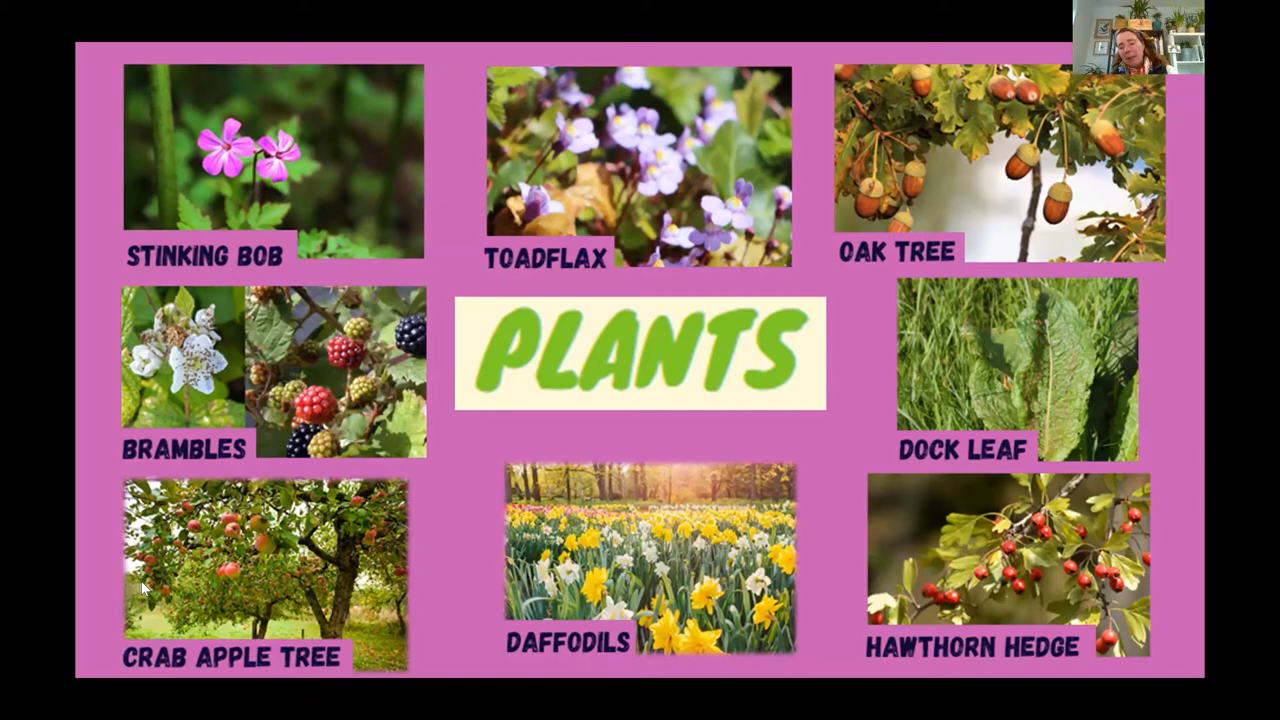 STINKING BOB
TOADFLAX
OAK TREE
BRAMBLES
PLANTS
DOCK LEAF
CRAB APPLE TREE
DAFFODILS
HAWTHORN HEDGE